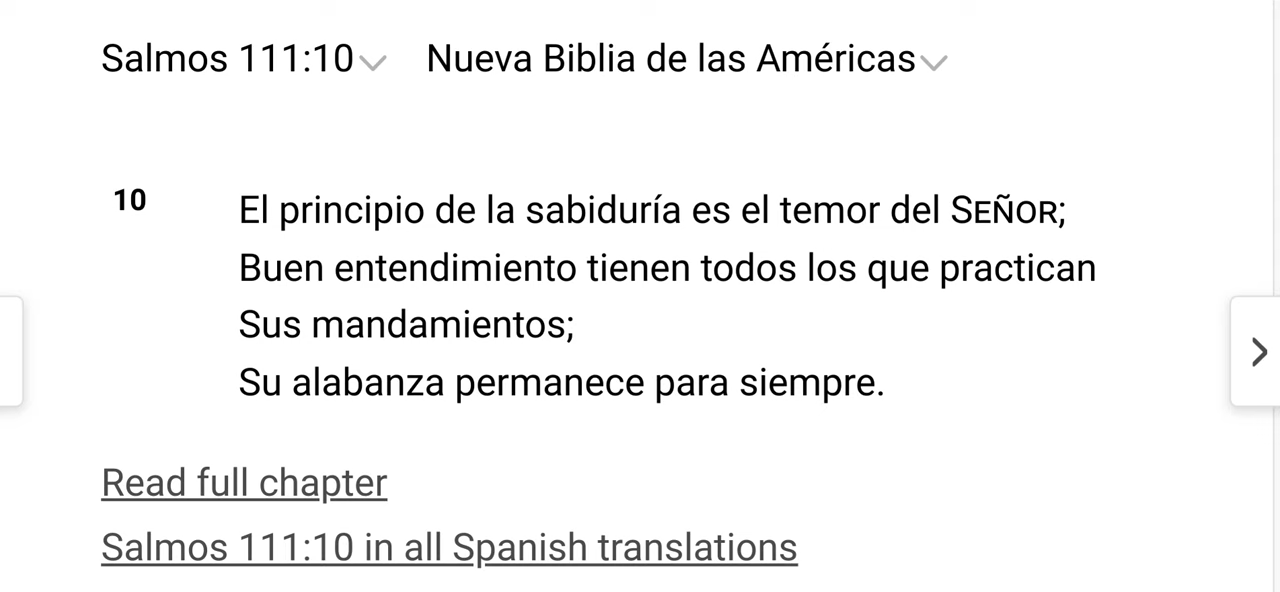 Salmos 111:10 Nueva Biblia de las Américas
10 El principio de la sabiduría es el temor del SEÑOR;
Buen entendimiento tienen todos los que practican
Sus mandamientos;
Su alabanza permanece para siempre.
Read full chapter
Salmos 111:10 in all Spanish translations